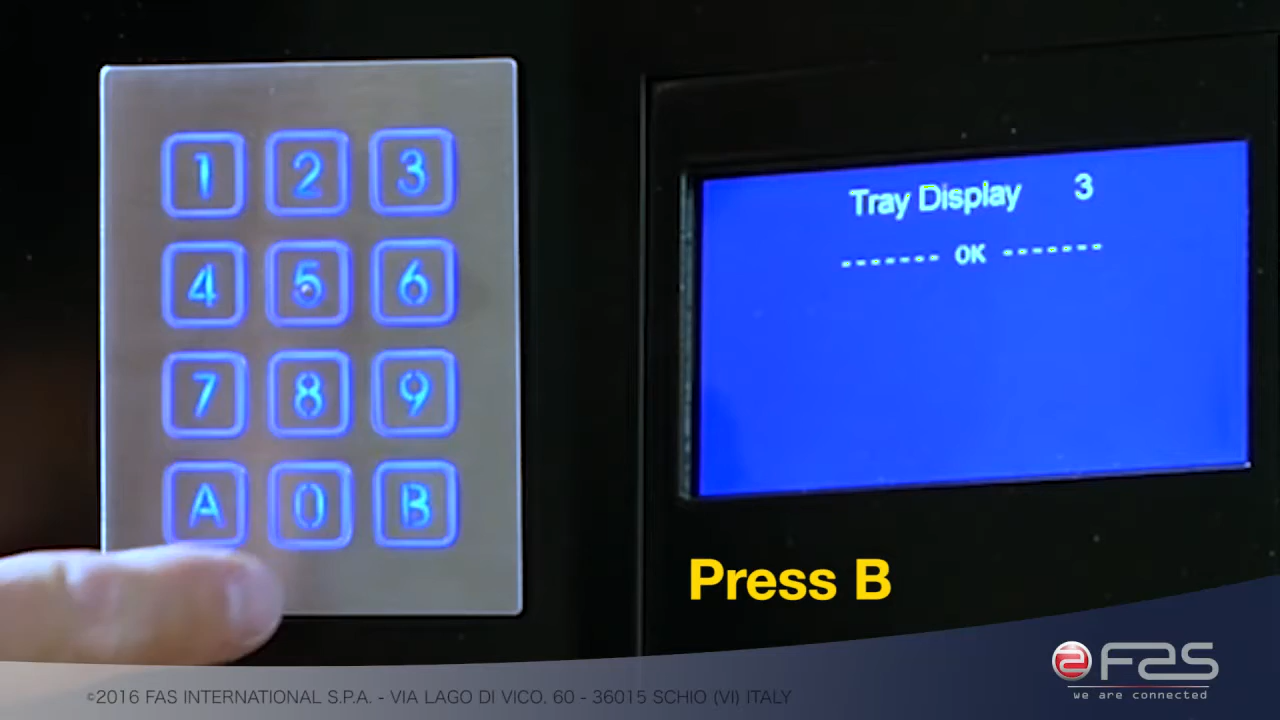 1 2 3
4 5 6
7 8 9
A 0 B
Tray Display 3
------- OK -------
Press B
FAS
we are connected
©2016 FAS INTERNATIONAL S.P.A. - VIA LAGO DI VICO. 60 - 36015 SCHIO (VI) ITALY